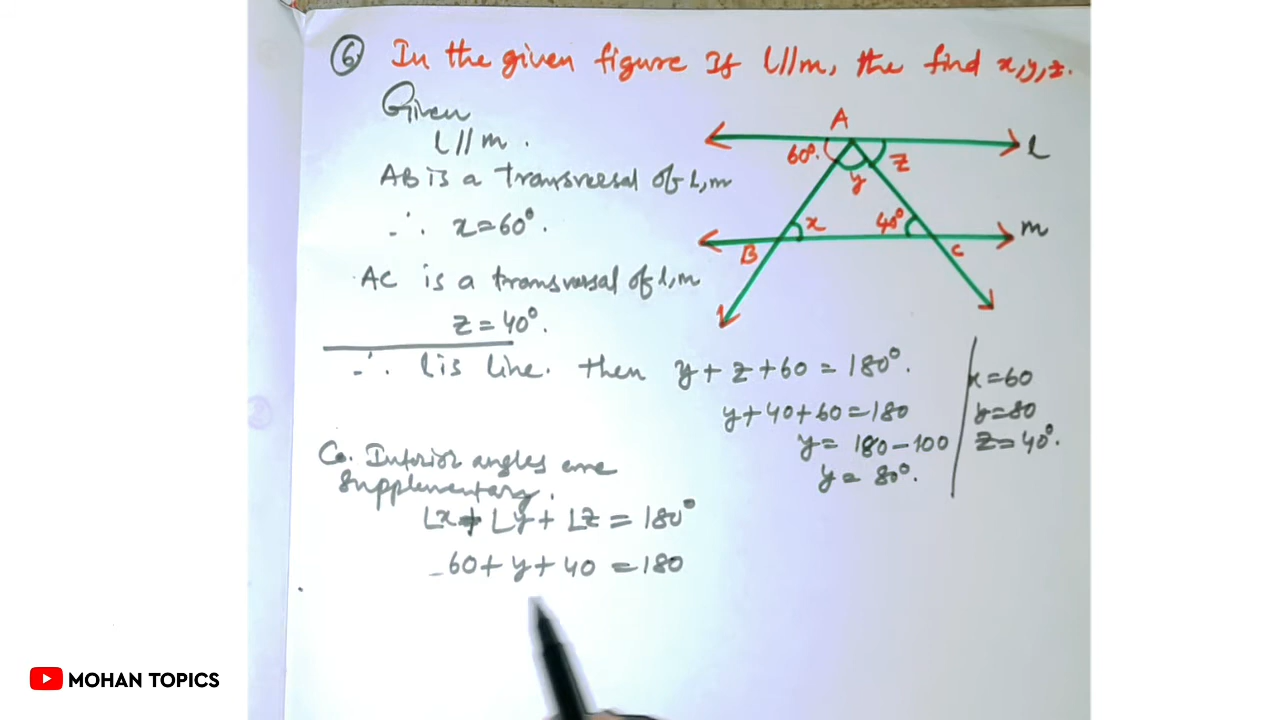 6 In the given figure If l//m, the find x,y,z.
Given
l//m.
AB is a transversal of l,m
∴ x=60°.
AC is a transversal of l,m
z=40°.
∴ l is line. then y+z+60=180°.
y+40+60=180
y=180-100
y=80°.
x=60
y=80
z=40°.
Co. Interior angles are
supplementary.
∠x+∠y+∠z=180°
60+y+40=180
A
60°.
z
y
l
x
40°
m
B
C
MOHAN TOPICS